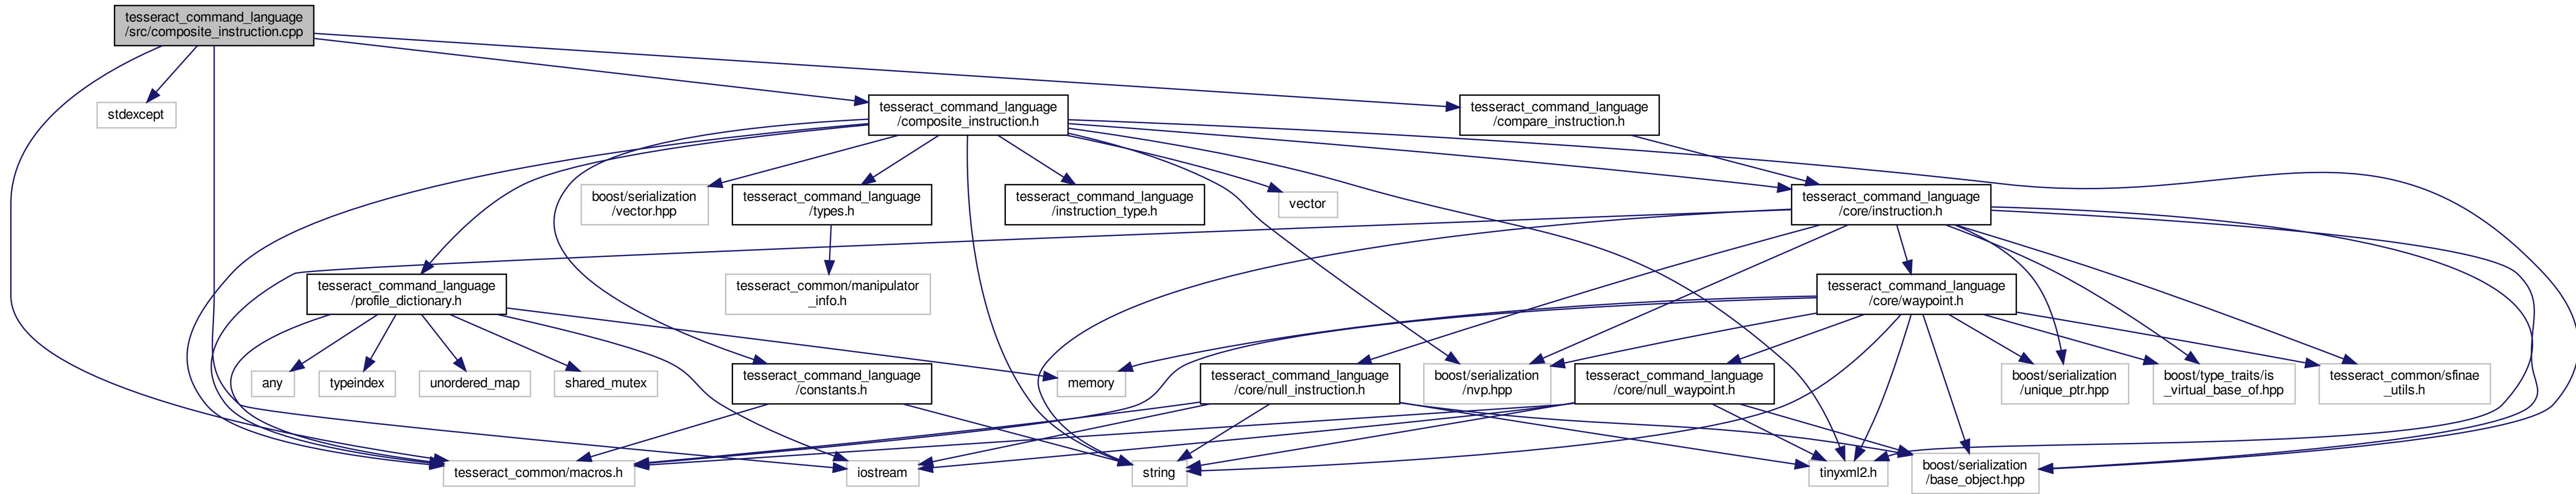 tesseract_command_language
/src/composite_instruction.cpp
stdexcept
tesseract_command_language
/composite_instruction.h
tesseract_command_language
/compare_instruction.h
boost/serialization
/vector.hpp
tesseract_command_language
/types.h
tesseract_command_language
/instruction_type.h
vector
tesseract_command_language
/core/instruction.h
tesseract_command_language
/profile_dictionary.h
tesseract_common/manipulator
_info.h
tesseract_command_language
/core/waypoint.h
any
typeindex
unordered_map
shared_mutex
tesseract_command_language
/constants.h
memory
tesseract_command_language
/core/null_instruction.h
boost/serialization
/nvp.hpp
tesseract_command_language
/core/null_waypoint.h
boost/serialization
/unique_ptr.hpp
boost/type_traits/is
_virtual_base_of.hpp
tesseract_common/sfinae
_utils.h
tesseract_common/macros.h
iostream
string
tinyxml2.h
boost/serialization
/base_object.hpp